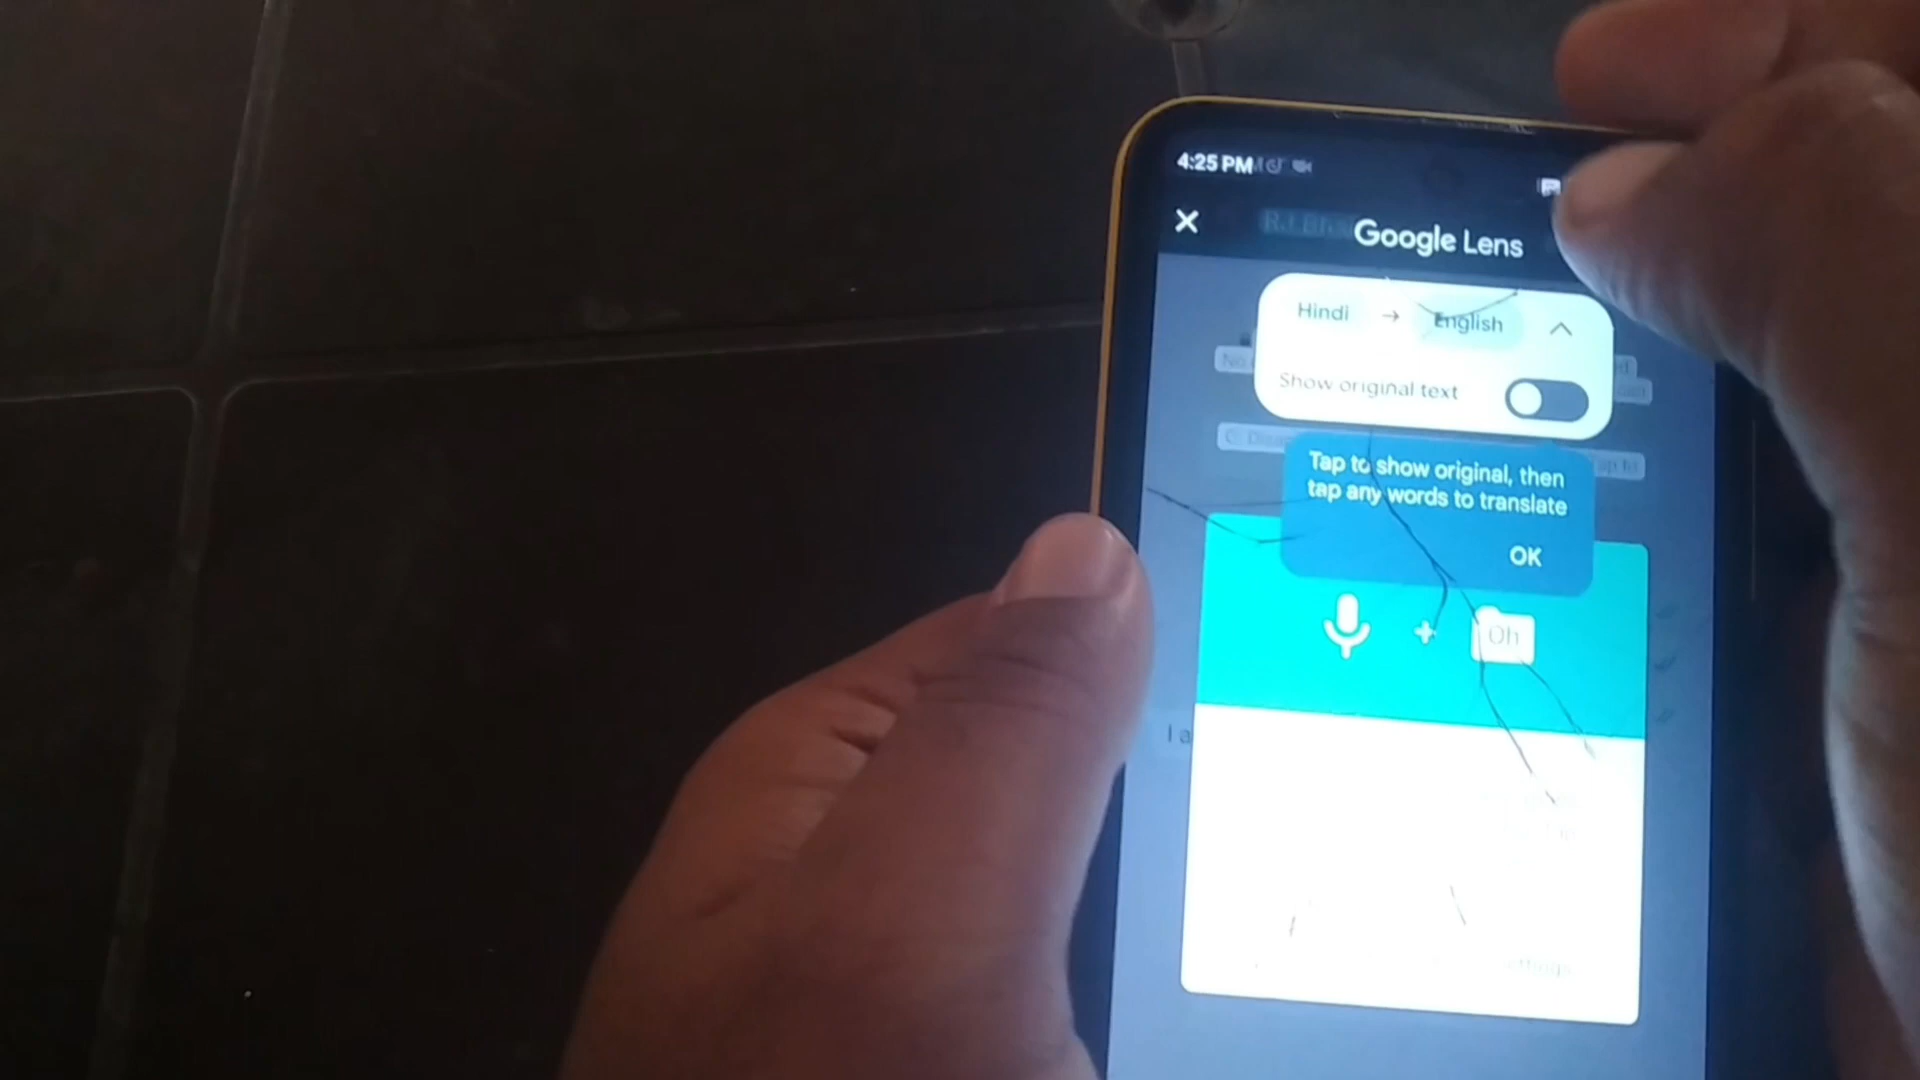 4:25 PM
Google Lens
Hindi → English
Show original text
Tap to show original, then
tap any words to translate
OK
+ Oh